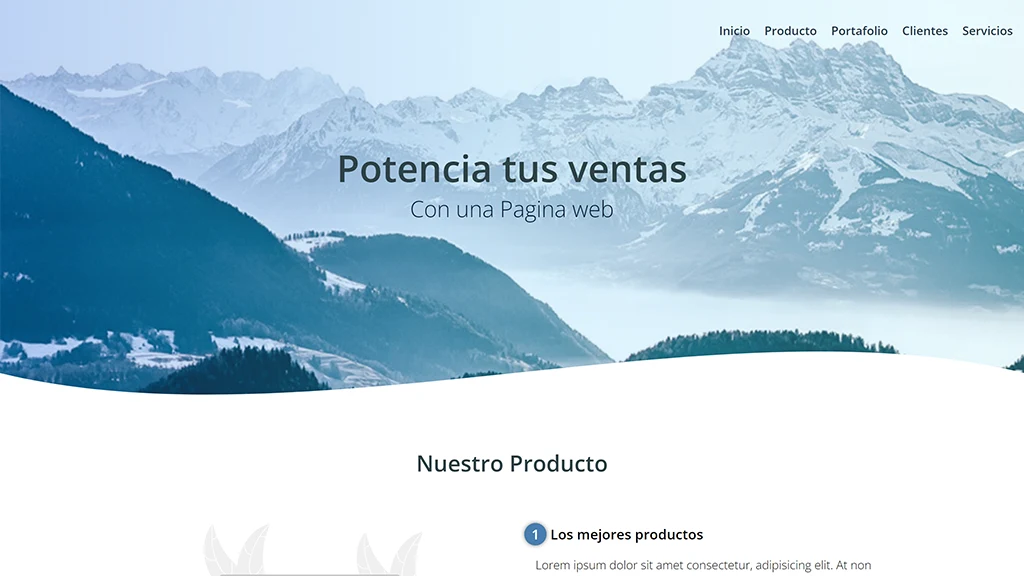 Inicio Producto Portafolio Clientes Servicios
Potencia tus ventas
Con una Pagina web
Nuestro Producto
1 Los mejores productos
Lorem ipsum dolor sit amet consectetur, adipisicing elit. At non